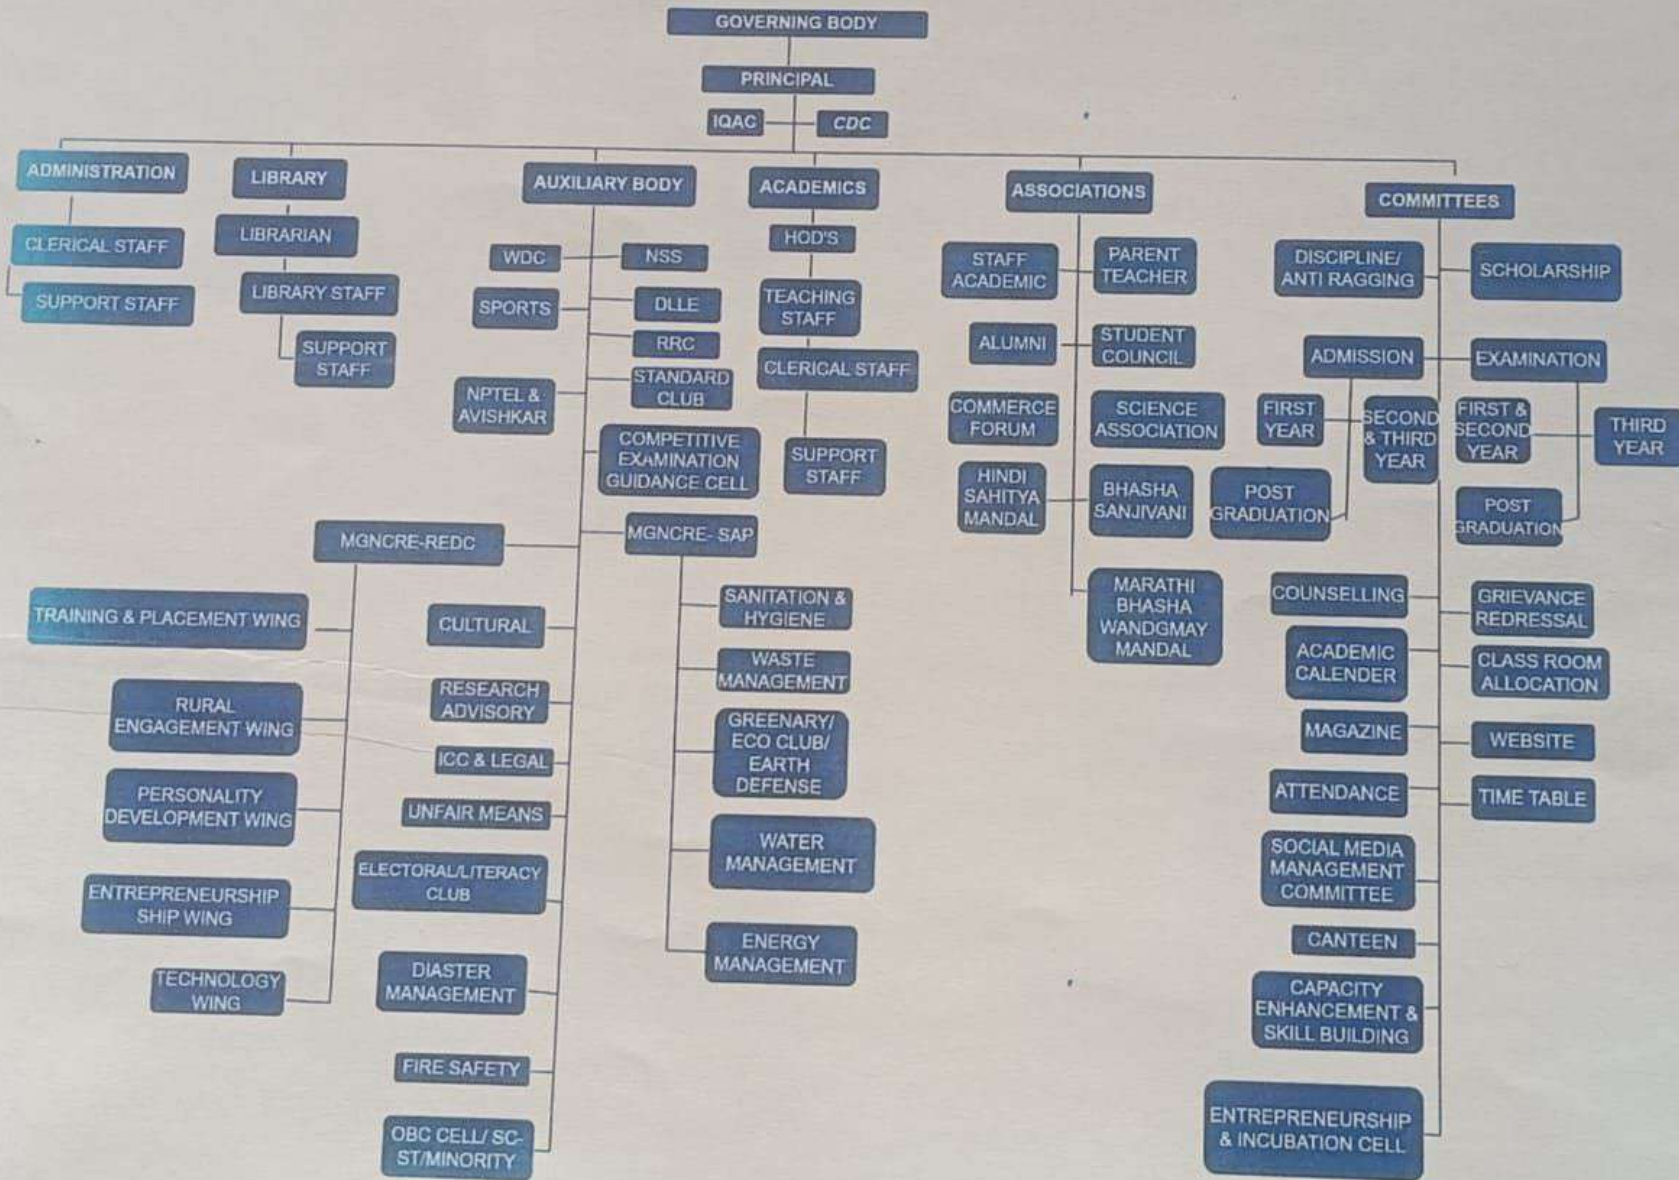 GOVERNING BODY
PRINCIPAL
IQAC
CDC
ADMINISTRATION
CLERICAL STAFF
SUPPORT STAFF
LIBRARY
LIBRARIAN
LIBRARY STAFF
SUPPORT
STAFF
AUXILIARY BODY
WDC
NSS
SPORTS
DLLE
RRC
NPTEL &
AVISHKAR
STANDARD
CLUB
COMPETITIVE
EXAMINATION
GUIDANCE CELL
MGNCRE-REDC
TRAINING & PLACEMENT WING
RURAL
ENGAGEMENT WING
PERSONALITY
DEVELOPMENT WING
ENTREPRENEURSHIP
SHIP WING
TECHNOLOGY
WING
MGNCRE- SAP
SANITATION &
HYGIENE
WASTE
MANAGEMENT
GREENARY/
ECO CLUB/
EARTH
DEFENSE
WATER
MANAGEMENT
ENERGY
MANAGEMENT
CULTURAL
RESEARCH
ADVISORY
ICC & LEGAL
UNFAIR MEANS
ELECTORAL/LITERACY
CLUB
DIASTER
MANAGEMENT
FIRE SAFETY
OBC CELL/ SC-
ST/MINORITY
ACADEMICS
HOD'S
TEACHING
STAFF
CLERICAL STAFF
SUPPORT
STAFF
ASSOCIATIONS
STAFF
ACADEMIC
PARENT
TEACHER
ALUMNI
STUDENT
COUNCIL
COMMERCE
FORUM
SCIENCE
ASSOCIATION
HINDI
SAHITYA
MANDAL
BHASHA
SANJIVANI
MARATHI
BHASHA
WANDGMAY
MANDAL
COMMITTEES
DISCIPLINE/
ANTI RAGGING
SCHOLARSHIP
ADMISSION
EXAMINATION
FIRST
YEAR
SECOND
& THIRD
YEAR
POST
GRADUATION
FIRST &
SECOND
YEAR
THIRD
YEAR
POST
GRADUATION
COUNSELLING
GRIEVANCE
REDRESSAL
ACADEMIC
CALENDER
CLASS ROOM
ALLOCATION
MAGAZINE
WEBSITE
ATTENDANCE
TIME TABLE
SOCIAL MEDIA
MANAGEMENT
COMMITTEE
CANTEEN
CAPACITY
ENHANCEMENT &
SKILL BUILDING
ENTREPRENEURSHIP
& INCUBATION CELL